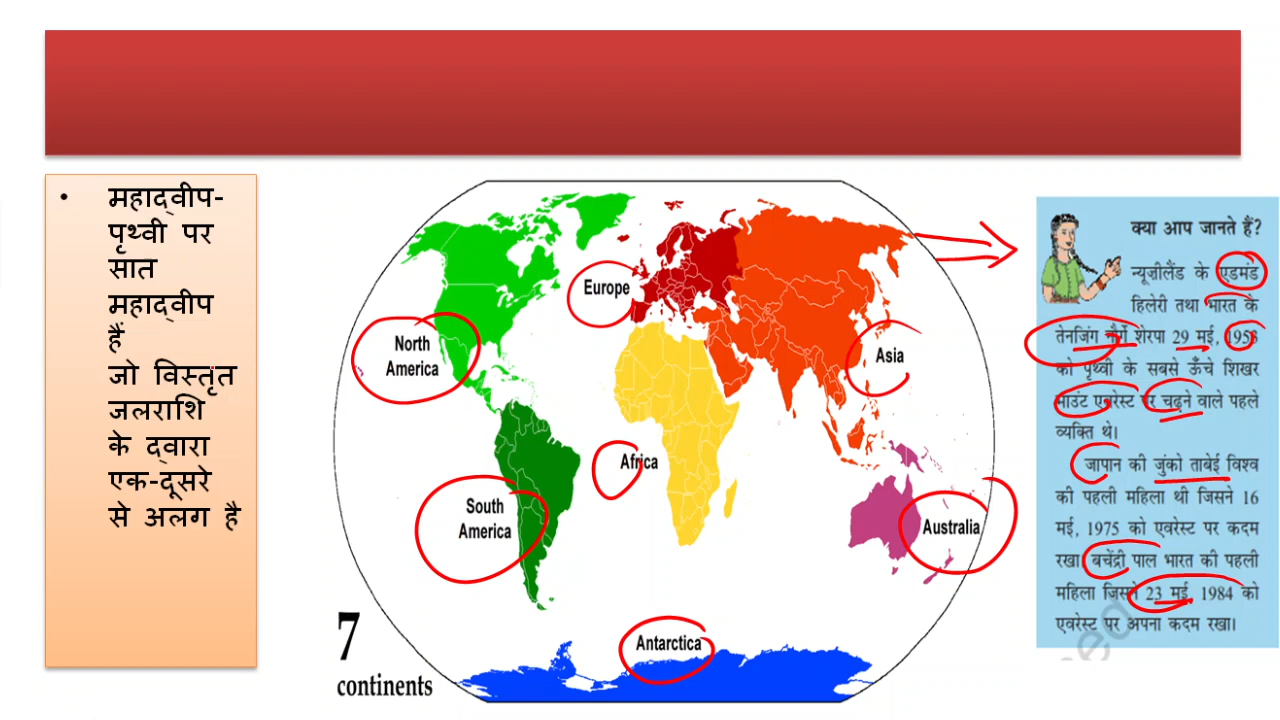 • महाद्वीप-
पृथ्वी पर
सात
महाद्वीप
हैं
जो विस्तृत
जलराशि
के द्वारा
एक-दूसरे
से अलग है
Europe
North
America
Asia
Africa
South
America
Australia
Antarctica
7
continents
क्या आप जानते हैं?
न्यूज़ीलैंड के एडमंड
हिलेरी तथा भारत के
तेनजिंग नोर्गे शेरपा 29 मई, 1953
को पृथ्वी के सबसे ऊँचे शिखर
माउंट एवरेस्ट पर चढ़ने वाले पहले
व्यक्ति थे।
जापान की जुंको ताबेई विश्व
की पहली महिला थी जिसने 16
मई, 1975 को एवरेस्ट पर कदम
रखा। बचेंद्री पाल भारत की पहली
महिला जिसने 23 मई, 1984 को
एवरेस्ट पर अपना कदम रखा।